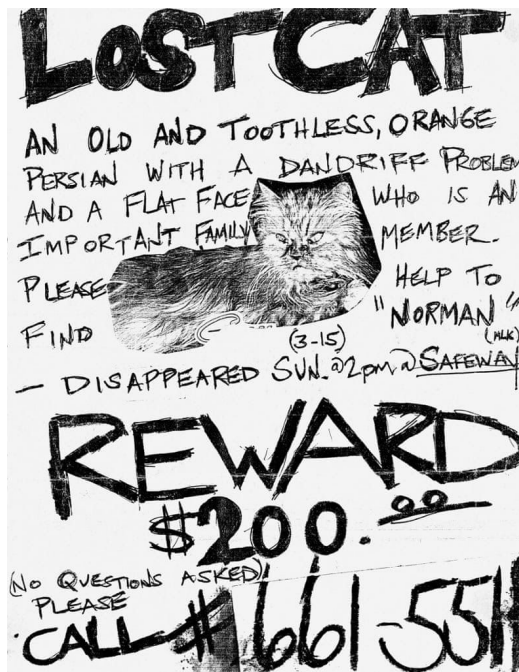 LOST CAT
AN OLD AND TOOTHLESS, ORANGE
PERSIAN WITH A DANDRIFF PROBLEM
AND A FLAT FACE WHO IS AN
IMPORTANT FAMILY MEMBER.
PLEASE HELP TO
FIND "NORMAN"
(3-15) (MLK)
- DISAPPEARED SUN. @ 2pm @ SAFEWAY
REWARD
$200.00
(NO QUESTIONS ASKED)
PLEASE
CALL # 661-5511